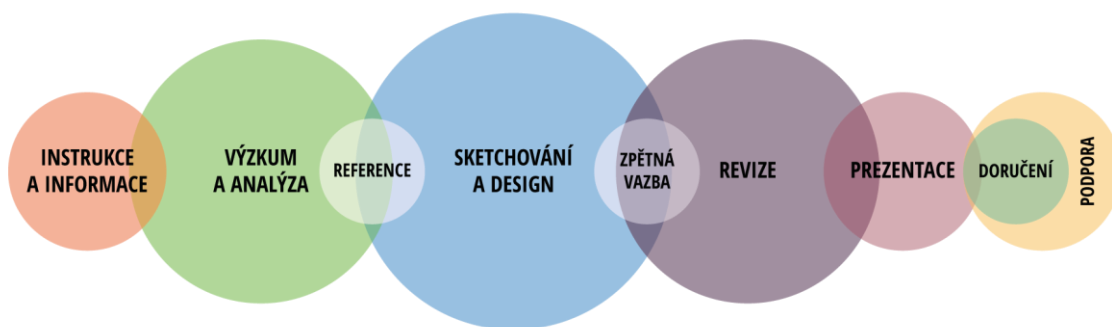 INSTRUKCE
A INFORMACE
VÝZKUM
A ANALÝZA
REFERENCE
SKETCHOVÁNÍ
A DESIGN
ZPĚTNÁ
VAZBA
REVIZE
PREZENTACE
DORUČENÍ
PODPORA